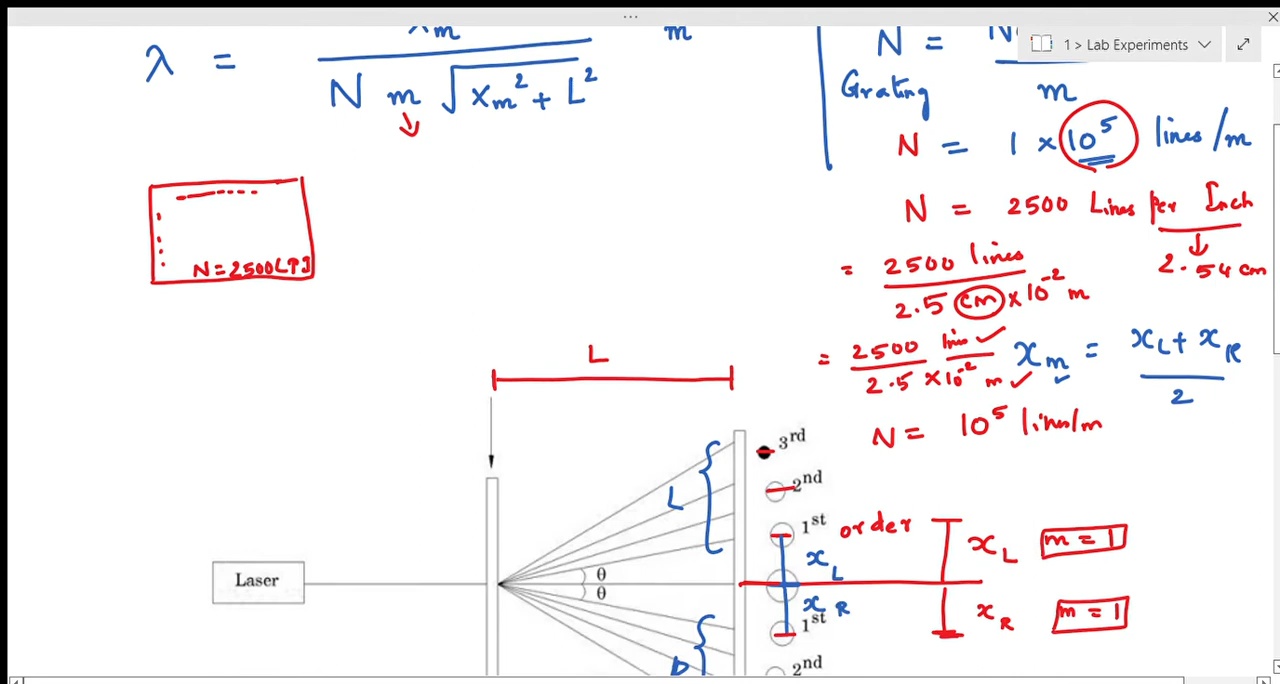 1 > Lab Experiments
λ = xₘ / N m √(xₘ² + L²)
m
N =
Grating
m
N = 1 × 10⁵ lines/m
N = 2500 Lines per Inch
2.54 cm
= 2500 lines / 2.5 cm × 10⁻² m
= 2500 lines / 2.5 × 10⁻² m
xₘ = xL + xR / 2
N = 10⁵ lines/m
N=2500LPI
L
3rd
2nd
1st order
L
xL
xL m = 1
Laser
θ
θ
xR
xR m = 1
1st
2nd